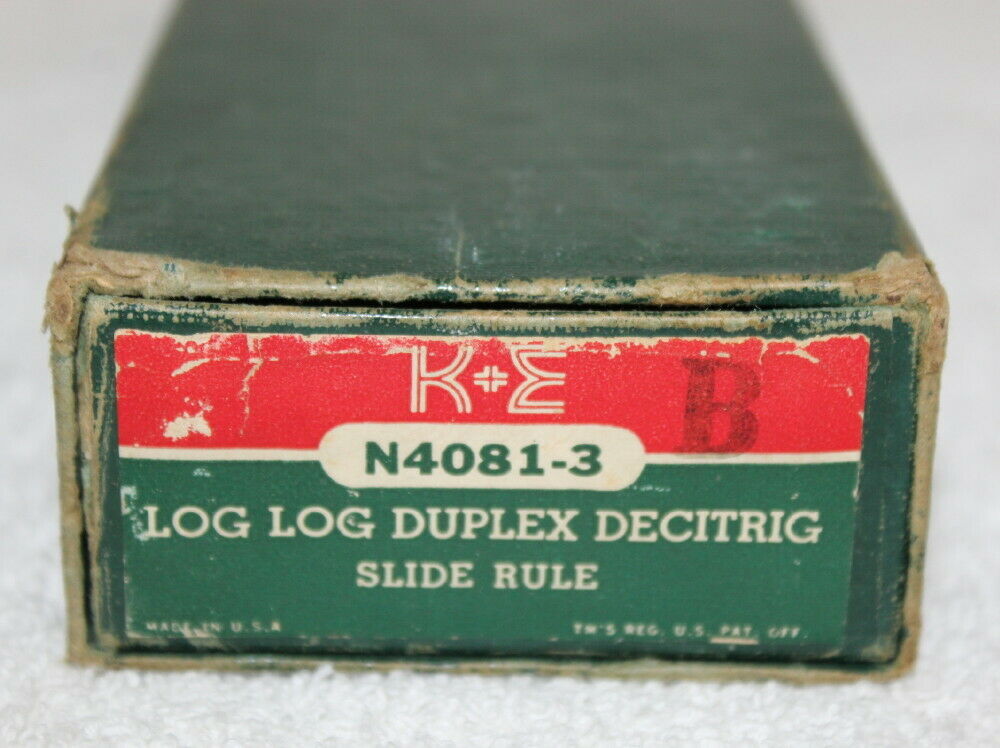 K+E
B
N4081-3
LOG LOG DUPLEX DECITRIG
SLIDE RULE
MADE IN U.S.A
TM'S REG. U.S. PAT. OFF.